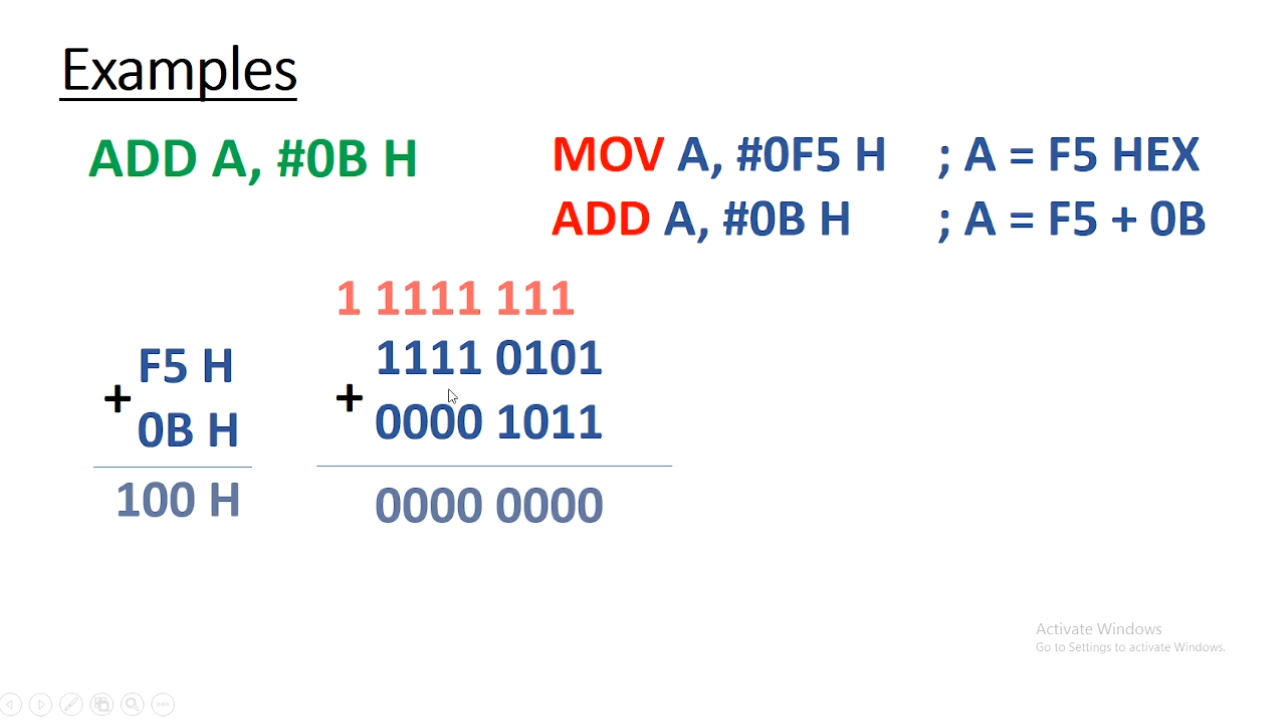 Examples
ADD A, #0B H
MOV A, #0F5 H ; A = F5 HEX
ADD A, #0B H ; A = F5 + 0B
F5 H
+
0B H
100 H
1 1111 111
1111 0101
+
0000 1011
0000 0000
Activate Windows
Go to Settings to activate Windows.